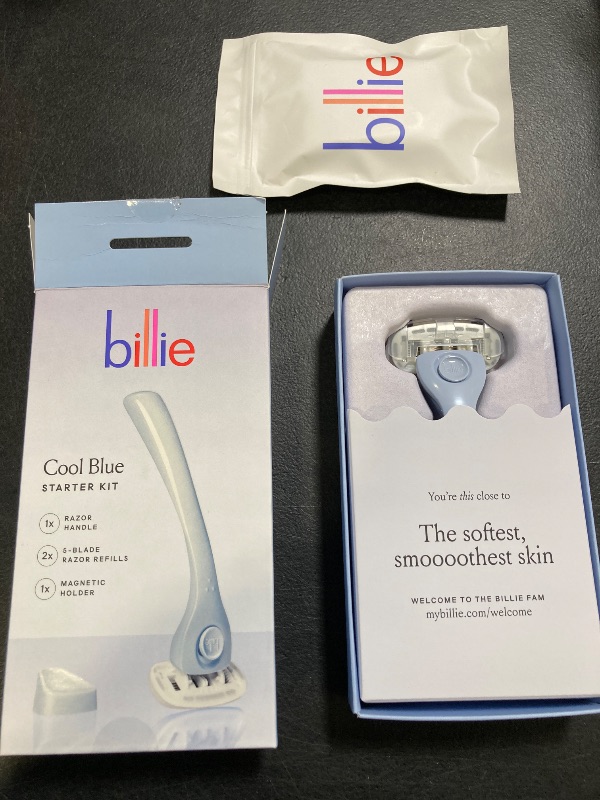 billie
billie
Cool Blue
STARTER KIT
1x RAZOR
HANDLE
2x 5-BLADE
RAZOR REFILLS
1x MAGNETIC
HOLDER
You're this close to
The softest,
smoooothest skin
WELCOME TO THE BILLIE FAM
mybillie.com/welcome